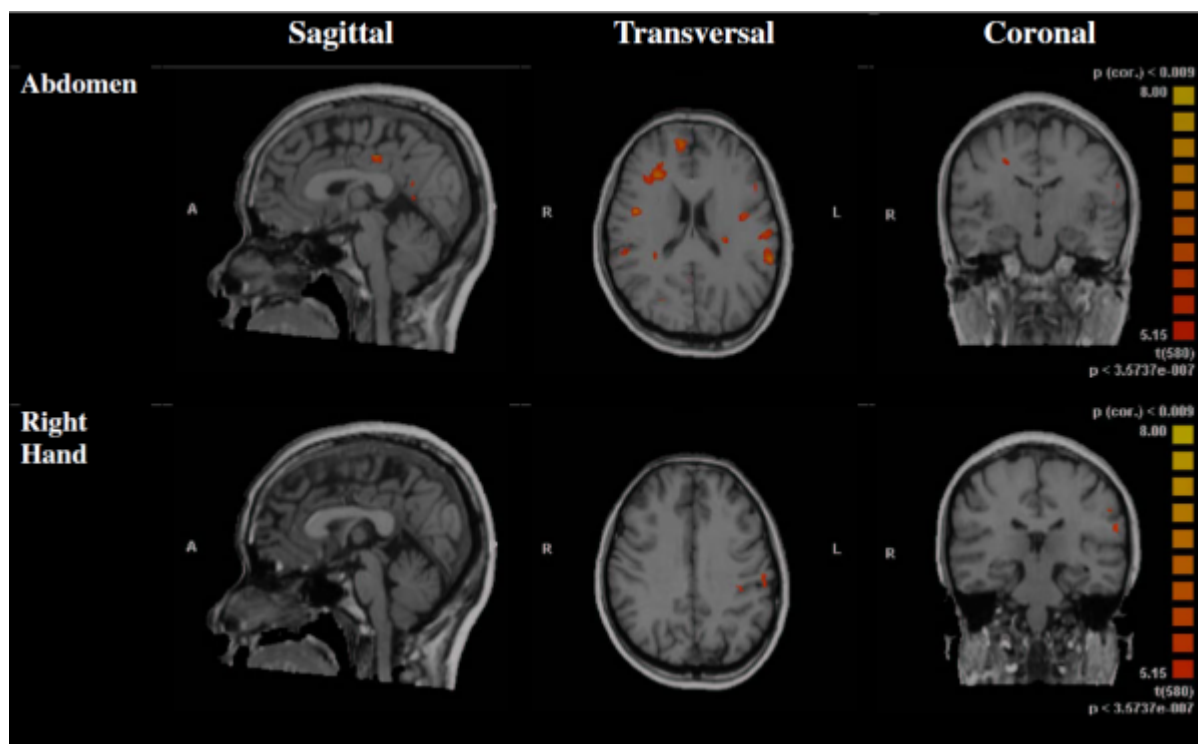 Sagittal Transversal Coronal
Abdomen
p (cor.) < 0.009
8.00
A R L R
5.15
t(580)
p < 3.5737e-007
Right
Hand
p (cor.) < 0.009
8.00
A R L R
5.15
t(580)
p < 3.5737e-007